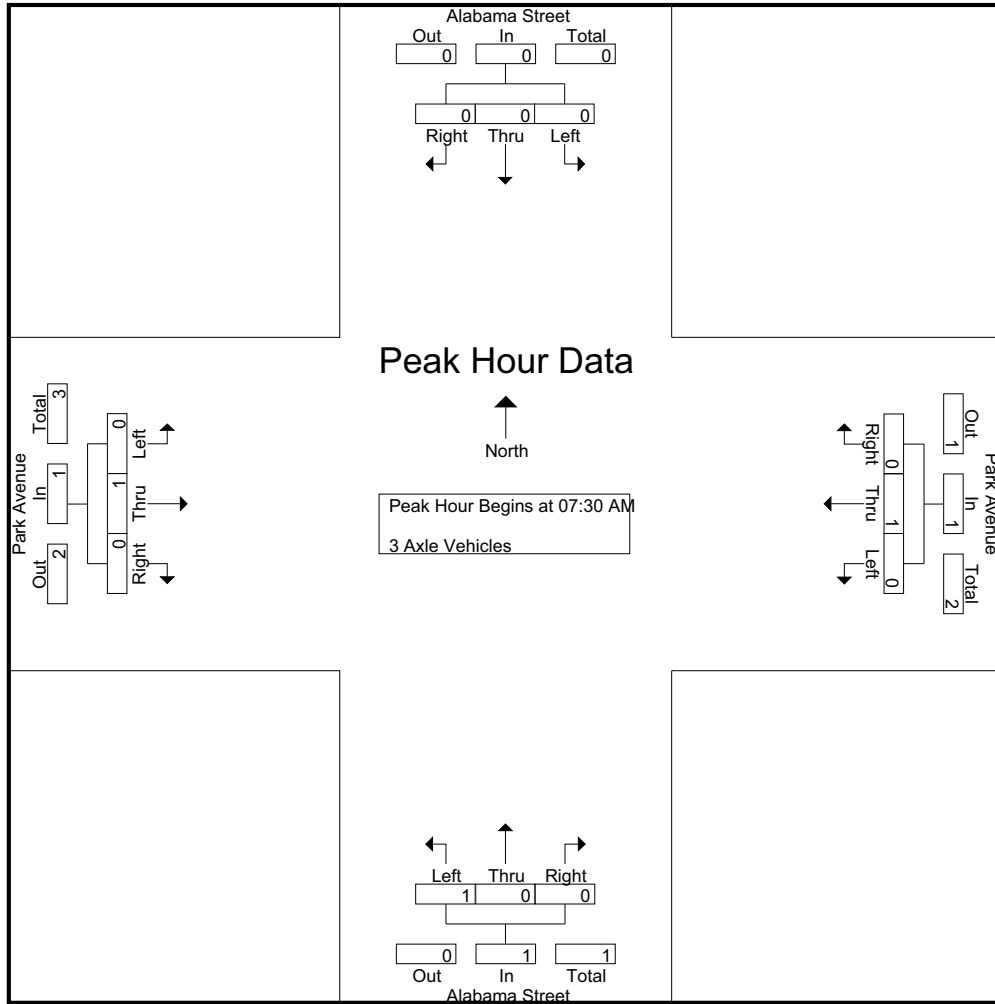 Alabama Street
Out In Total
0 0 0
0 0 0
Right Thru Left
Peak Hour Data
North
Peak Hour Begins at 07:30 AM
3 Axle Vehicles
Park Avenue
Total In Out
3 1 2
0 1 0
Left Thru Right
Park Avenue
Out In Total
1 1 2
0 1 0
Right Thru Left
Left Thru Right
1 0 0
0 1 1
Out In Total
Alabama Street